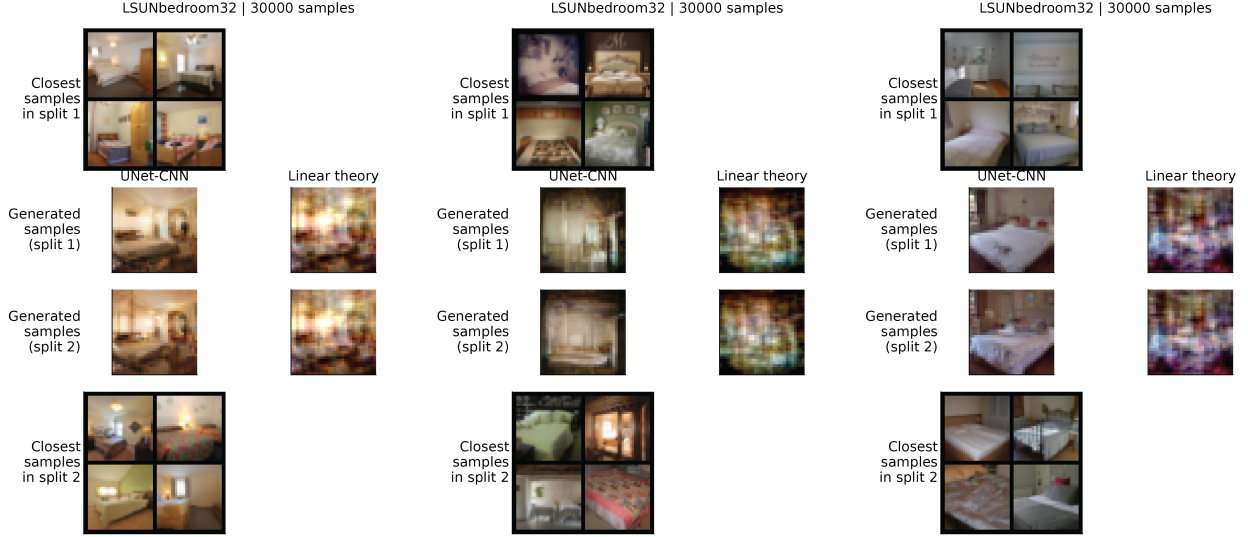 LSUNbedroom32 | 30000 samples
Closest
samples
in split 1
UNet-CNN
Linear theory
Generated
samples
(split 1)
Generated
samples
(split 2)
Closest
samples
in split 2
LSUNbedroom32 | 30000 samples
Closest
samples
in split 1
UNet-CNN
Linear theory
Generated
samples
(split 1)
Generated
samples
(split 2)
Closest
samples
in split 2
LSUNbedroom32 | 30000 samples
Closest
samples
in split 1
UNet-CNN
Linear theory
Generated
samples
(split 1)
Generated
samples
(split 2)
Closest
samples
in split 2